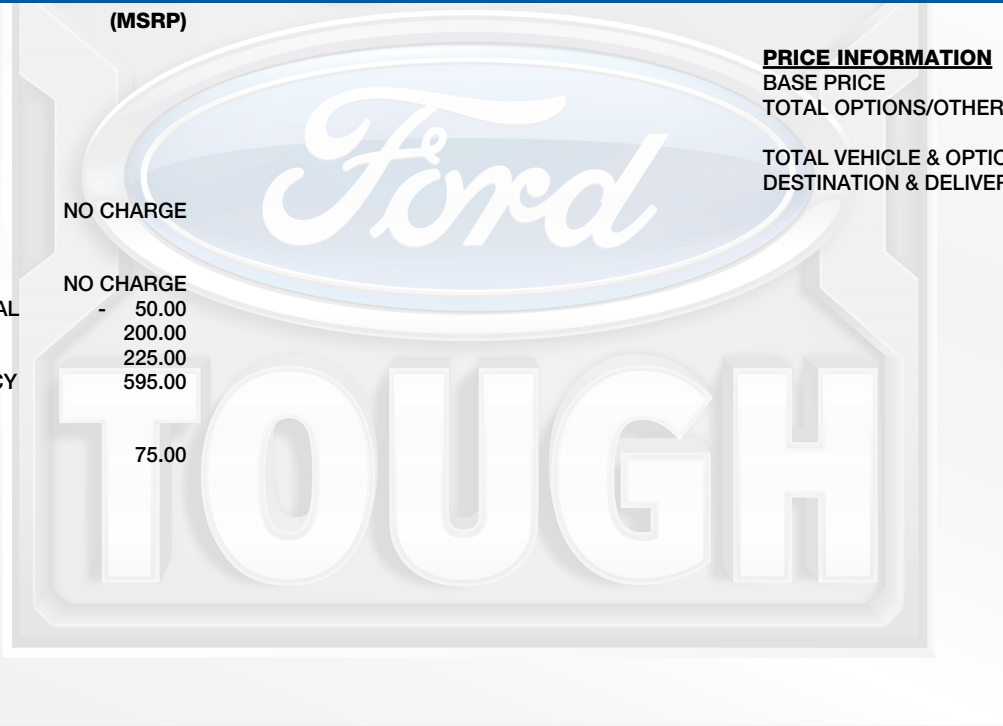 (MSRP)
NO CHARGE
NO CHARGE
AL - 50.00
200.00
225.00
CY 595.00
75.00
PRICE INFORMATION
BASE PRICE
TOTAL OPTIONS/OTHER
TOTAL VEHICLE & OPTIO
DESTINATION & DELIVER
Ford
TOUGH